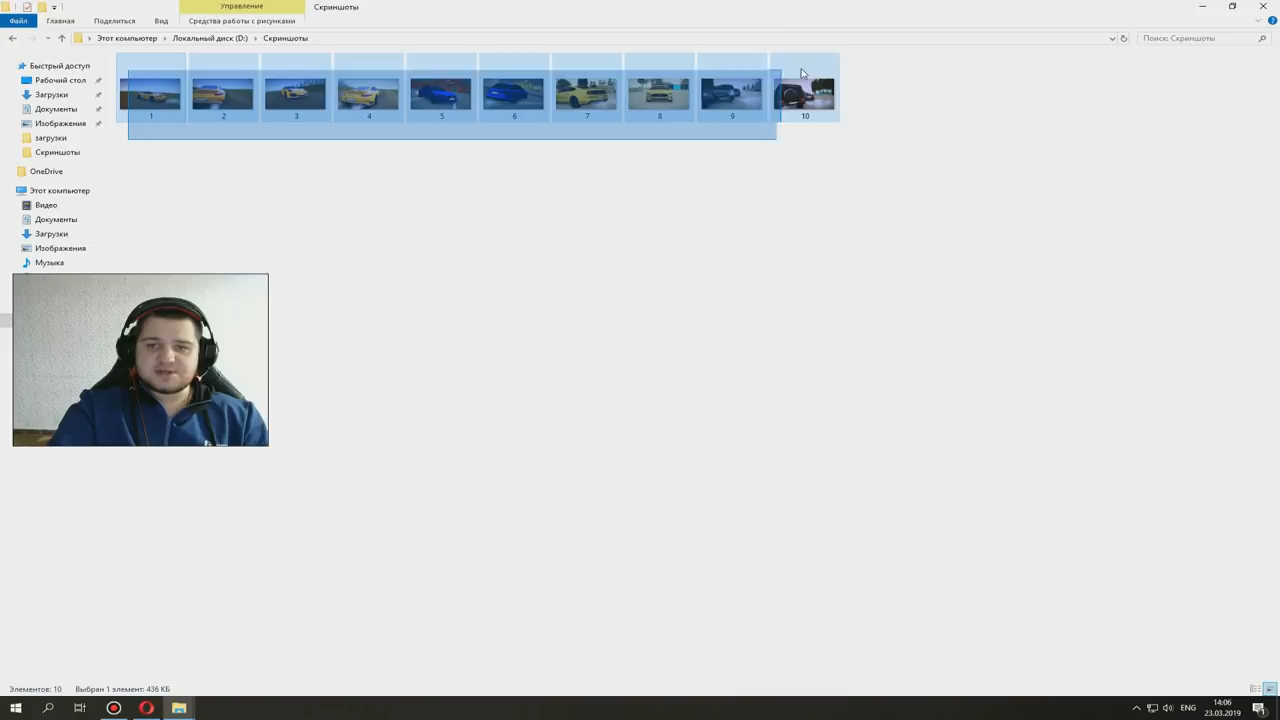 Управление
Скриншоты
Файл
Главная
Поделиться
Вид
Средства работы с рисунками
Этот компьютер
Локальный диск (D:)
Скриншоты
Поиск: Скриншоты
Быстрый доступ
Рабочий стол
Загрузки
Документы
Изображения
загрузки
Скриншоты
OneDrive
Этот компьютер
Видео
Документы
Загрузки
Изображения
Музыка
1
2
3
4
5
6
7
8
9
10
Элементов: 10
Выбран 1 элемент: 436 КБ
ENG
14:06
23.03.2019